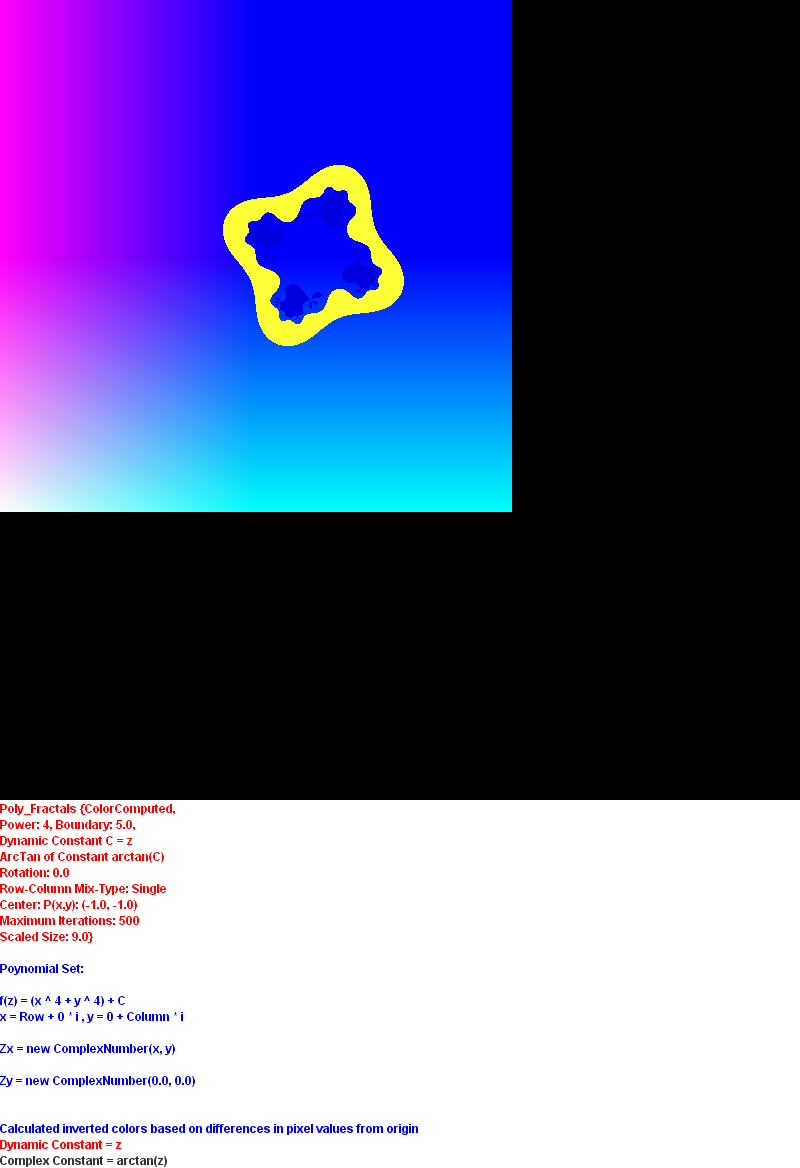 Poly_Fractals {ColorComputed,
Power: 4, Boundary: 5.0,
Dynamic Constant C = z
ArcTan of Constant arctan(C)
Rotation: 0.0
Row-Column Mix-Type: Single
Center: P(x,y): (-1.0, -1.0)
Maximum Iterations: 500
Scaled Size: 9.0}
Poynomial Set:
f(z) = (x ^ 4 + y ^ 4) + C
x = Row + 0 * i , y = 0 + Column * i
Zx = new ComplexNumber(x, y)
Zy = new ComplexNumber(0.0, 0.0)
Calculated inverted colors based on differences in pixel values from origin
Dynamic Constant = z
Complex Constant = arctan(z)